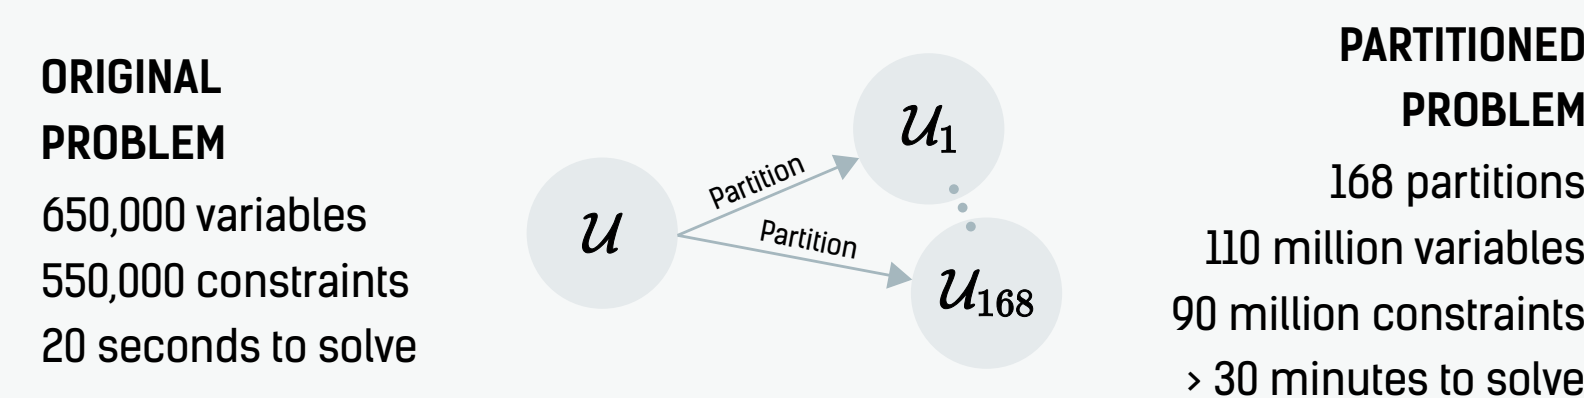 ORIGINAL
PROBLEM
650,000 variables
550,000 constraints
20 seconds to solve
𝒰
Partition
Partition
𝒰₁
𝒰₁₆₈
PARTITIONED
PROBLEM
168 partitions
110 million variables
90 million constraints
> 30 minutes to solve